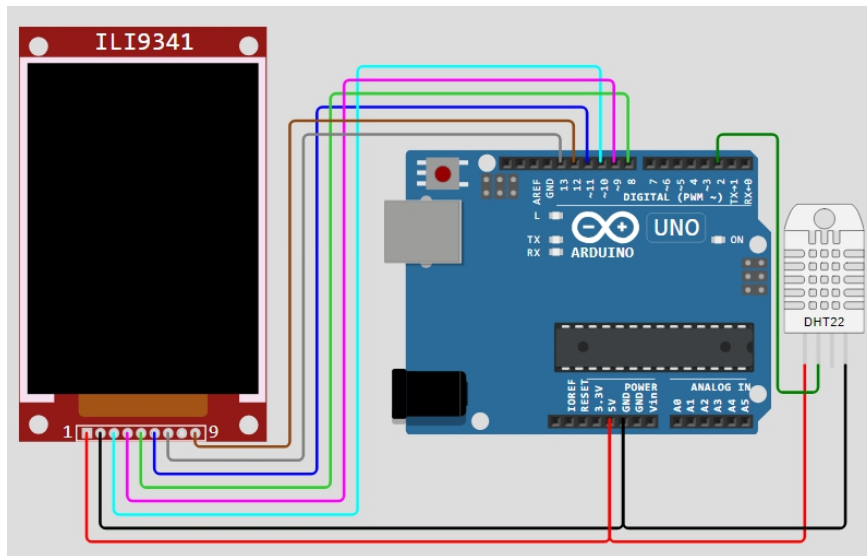 ILI9341
1
9
AREF
GND
13
12
~11
~10
~9
8
7
~6
~5
4
~3
2
TX→1
RX←0
DIGITAL (PWM ~)
L
TX
RX
UNO
ON
ARDUINO
DHT22
IOREF
RESET
3.3V
5V
GND
GND
Vin
POWER
ANALOG IN
A0
A1
A2
A3
A4
A5